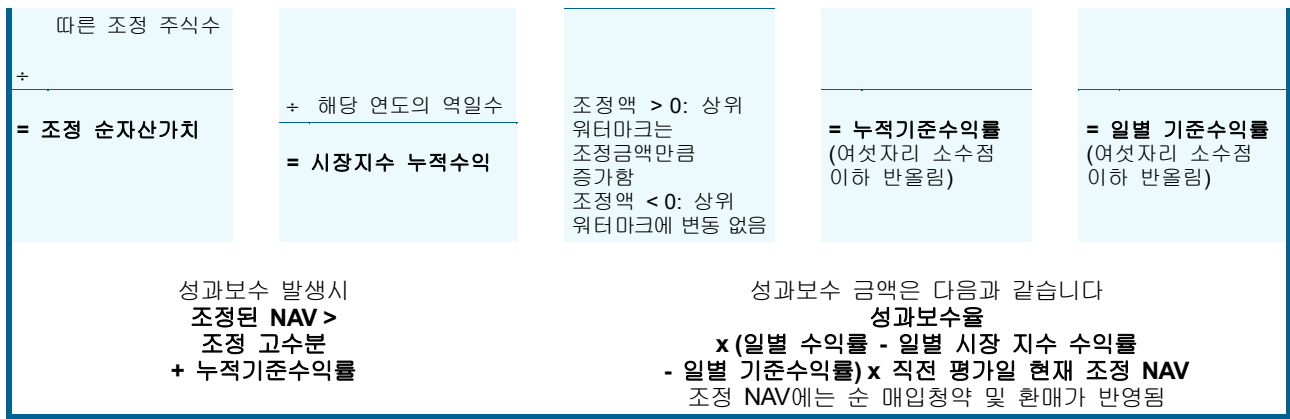 따른 조정 주식수
÷
= 조정 순자산가치
÷ 해당 연도의 역일수
= 시장지수 누적수익
조정액 > 0: 상위
워터마크는
조정금액만큼
증가함
조정액 < 0: 상위
워터마크에 변동 없음
= 누적기준수익률
(여섯자리 소수점
이하 반올림)
= 일별 기준수익률
(여섯자리 소수점
이하 반올림)
성과보수 발생시
조정된 NAV >
조정 고수분
+ 누적기준수익률
성과보수 금액은 다음과 같습니다
성과보수율
x (일별 수익률 - 일별 시장 지수 수익률
- 일별 기준수익률) x 직전 평가일 현재 조정 NAV
조정 NAV에는 순 매입청약 및 환매가 반영됨